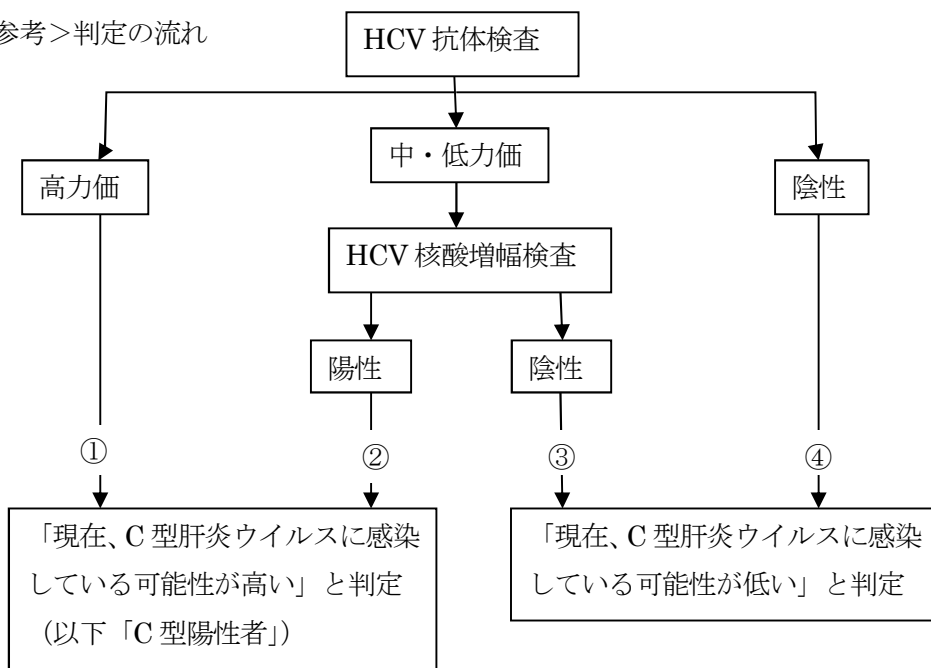 参考＞判定の流れ
HCV 抗体検査
高力価
中・低力価
陰性
HCV 核酸増幅検査
陽性
陰性
①
②
③
④
「現在、C 型肝炎ウイルスに感染
している可能性が高い」と判定
（以下「C 型陽性者」）
「現在、C 型肝炎ウイルスに感染
している可能性が低い」と判定